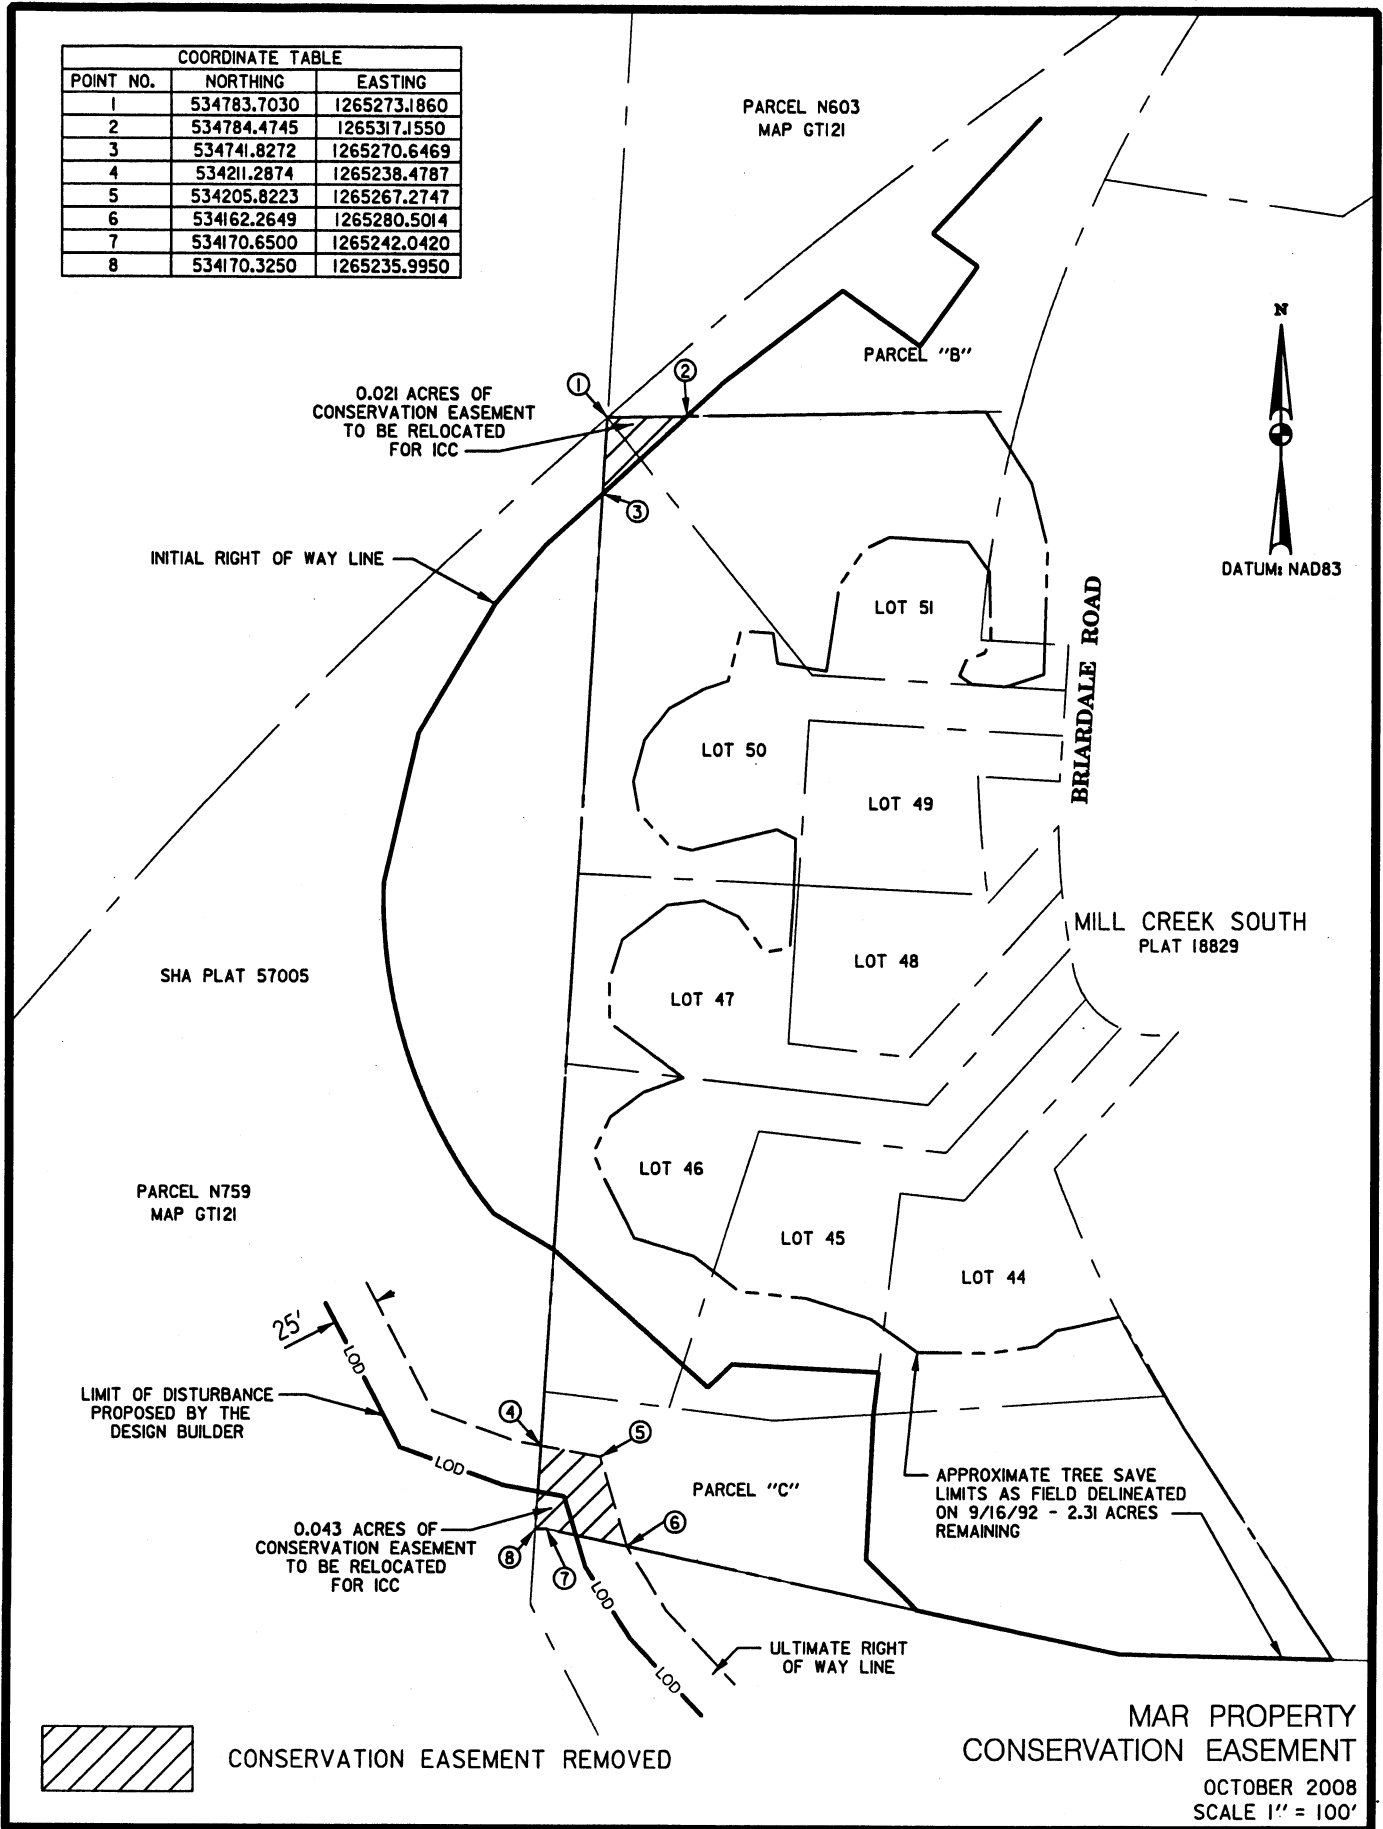 COORDINATE TABLE
POINT NO. NORTHING EASTING
1 534783.7030 1265273.1860
2 534784.4745 1265317.1550
3 534741.8272 1265270.6469
4 534211.2874 1265238.4787
5 534205.8223 1265267.2747
6 534162.2649 1265280.5014
7 534170.6500 1265242.0420
8 534170.3250 1265235.9950
PARCEL N603
MAP GT121
N
DATUM: NAD83
PARCEL "B"
1
2
3
0.021 ACRES OF
CONSERVATION EASEMENT
TO BE RELOCATED
FOR ICC
INITIAL RIGHT OF WAY LINE
LOT 51
BRIARDALE ROAD
LOT 50
LOT 49
MILL CREEK SOUTH
PLAT 18829
LOT 48
SHA PLAT 57005
LOT 47
LOT 46
PARCEL N759
MAP GT121
LOT 45
LOT 44
25'
LOD
LIMIT OF DISTURBANCE
PROPOSED BY THE
DESIGN BUILDER
4
5
LOD
PARCEL "C"
APPROXIMATE TREE SAVE
LIMITS AS FIELD DELINEATED
ON 9/16/92 - 2.31 ACRES
REMAINING
0.043 ACRES OF
CONSERVATION EASEMENT
TO BE RELOCATED
FOR ICC
6
8
7
LOD
ULTIMATE RIGHT
OF WAY LINE
LOD
CONSERVATION EASEMENT REMOVED
MAR PROPERTY
CONSERVATION EASEMENT
OCTOBER 2008
SCALE 1" = 100'